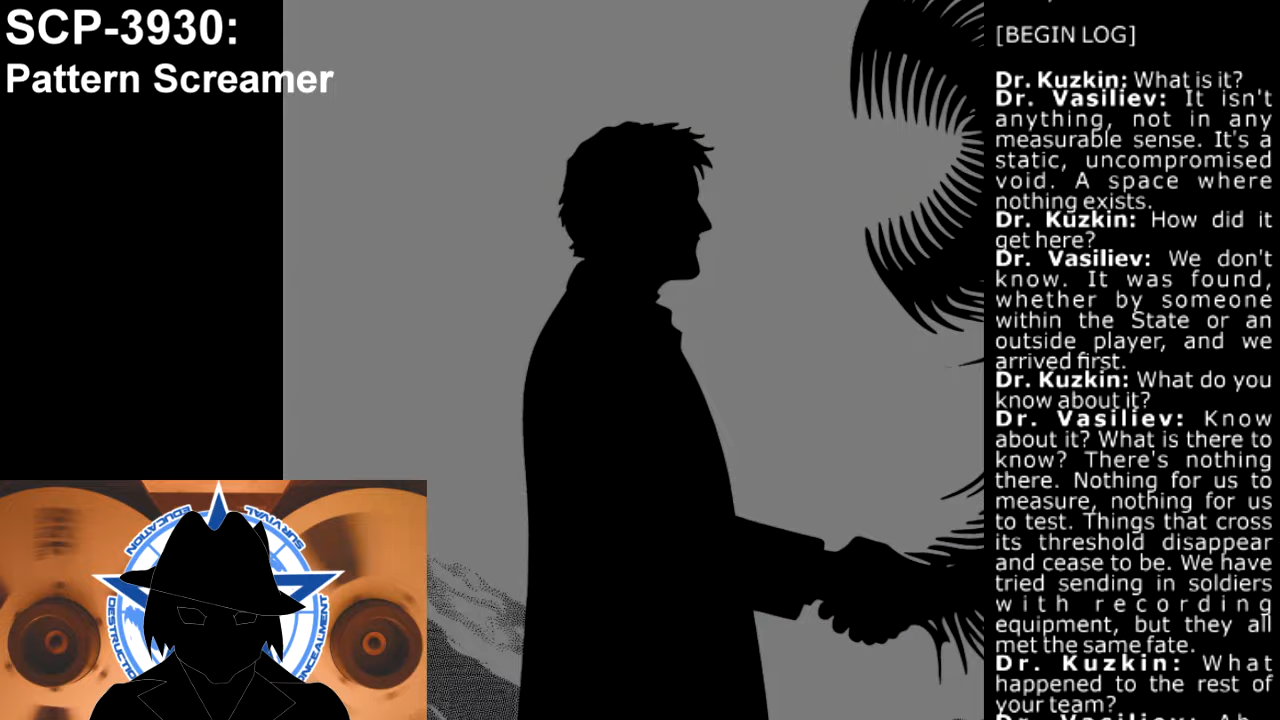 SCP-3930:
Pattern Screamer
[BEGIN LOG]
Dr. Kuzkin: What is it?
Dr. Vasiliev: It isn't
anything, not in any
measurable sense. It's a
static, uncompromised
void. A space where
nothing exists.
Dr. Kuzkin: How did it
get here?
Dr. Vasiliev: We don't
know. It was found,
whether by someone
within the State or an
outside player, and we
arrived first.
Dr. Kuzkin: What do you
know about it?
Dr. Vasiliev: Know
about it? What is there to
know? There's nothing
there. Nothing for us to
measure, nothing for us
to test. Things that cross
its threshold disappear
and cease to be. We have
tried sending in soldiers
with recording
equipment, but they all
met the same fate.
Dr. Kuzkin: What
happened to the rest of
your team?
EDUCATION
SURVIVAL